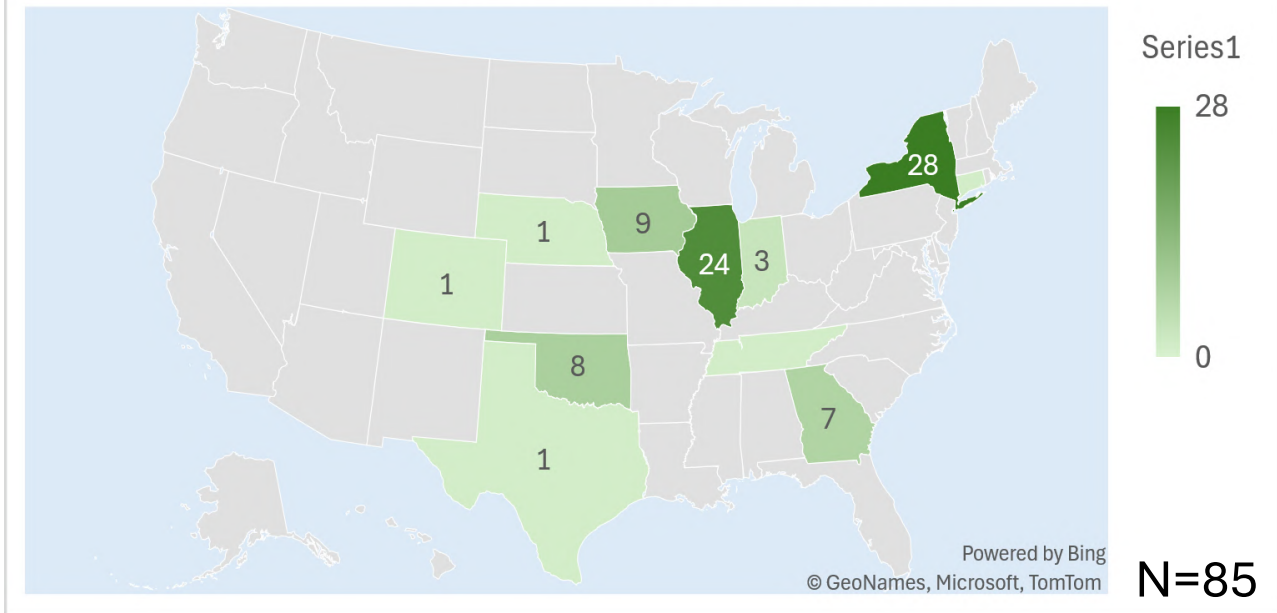 Series1
28
0
28
9
1
3
24
1
8
7
1
Powered by Bing
© GeoNames, Microsoft, TomTom
N=85